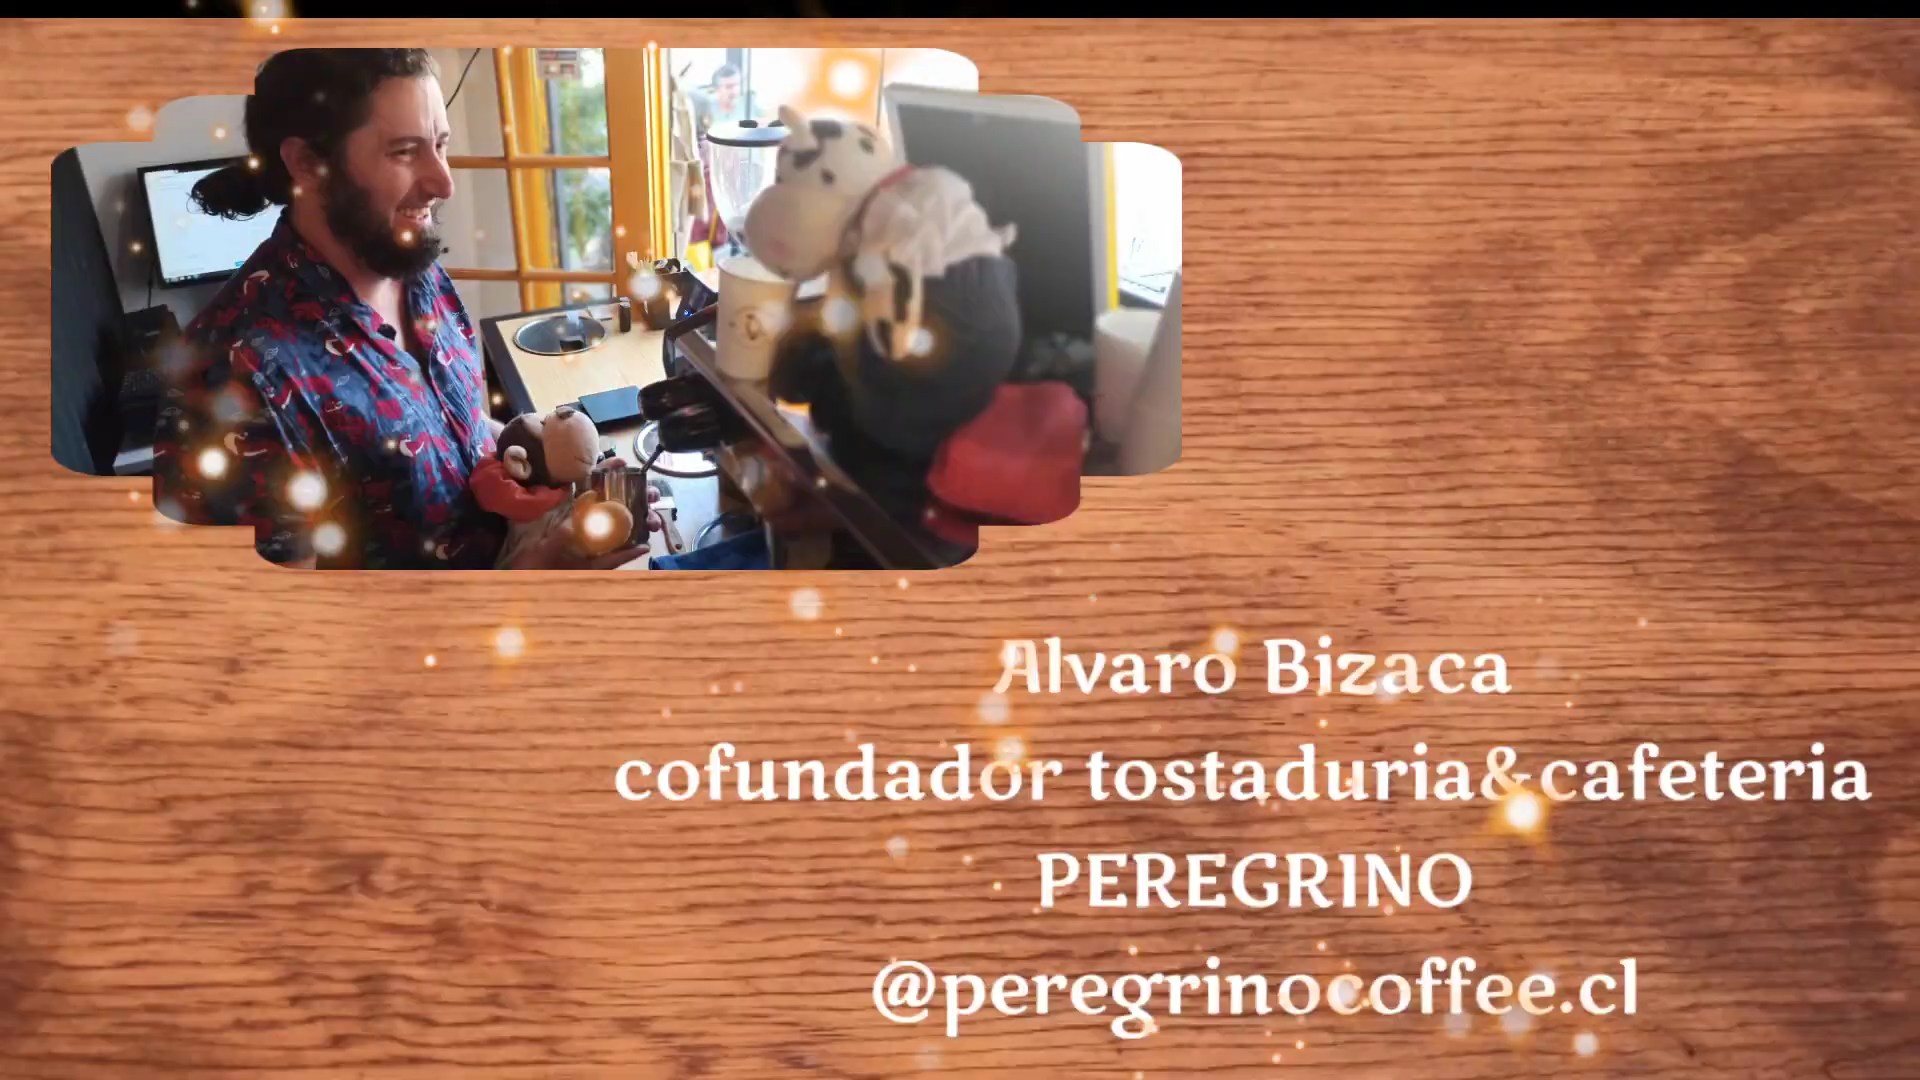 Alvaro Bizaca
cofundador tostaduria&cafeteria
PEREGRINO
@peregrinocoffee.cl